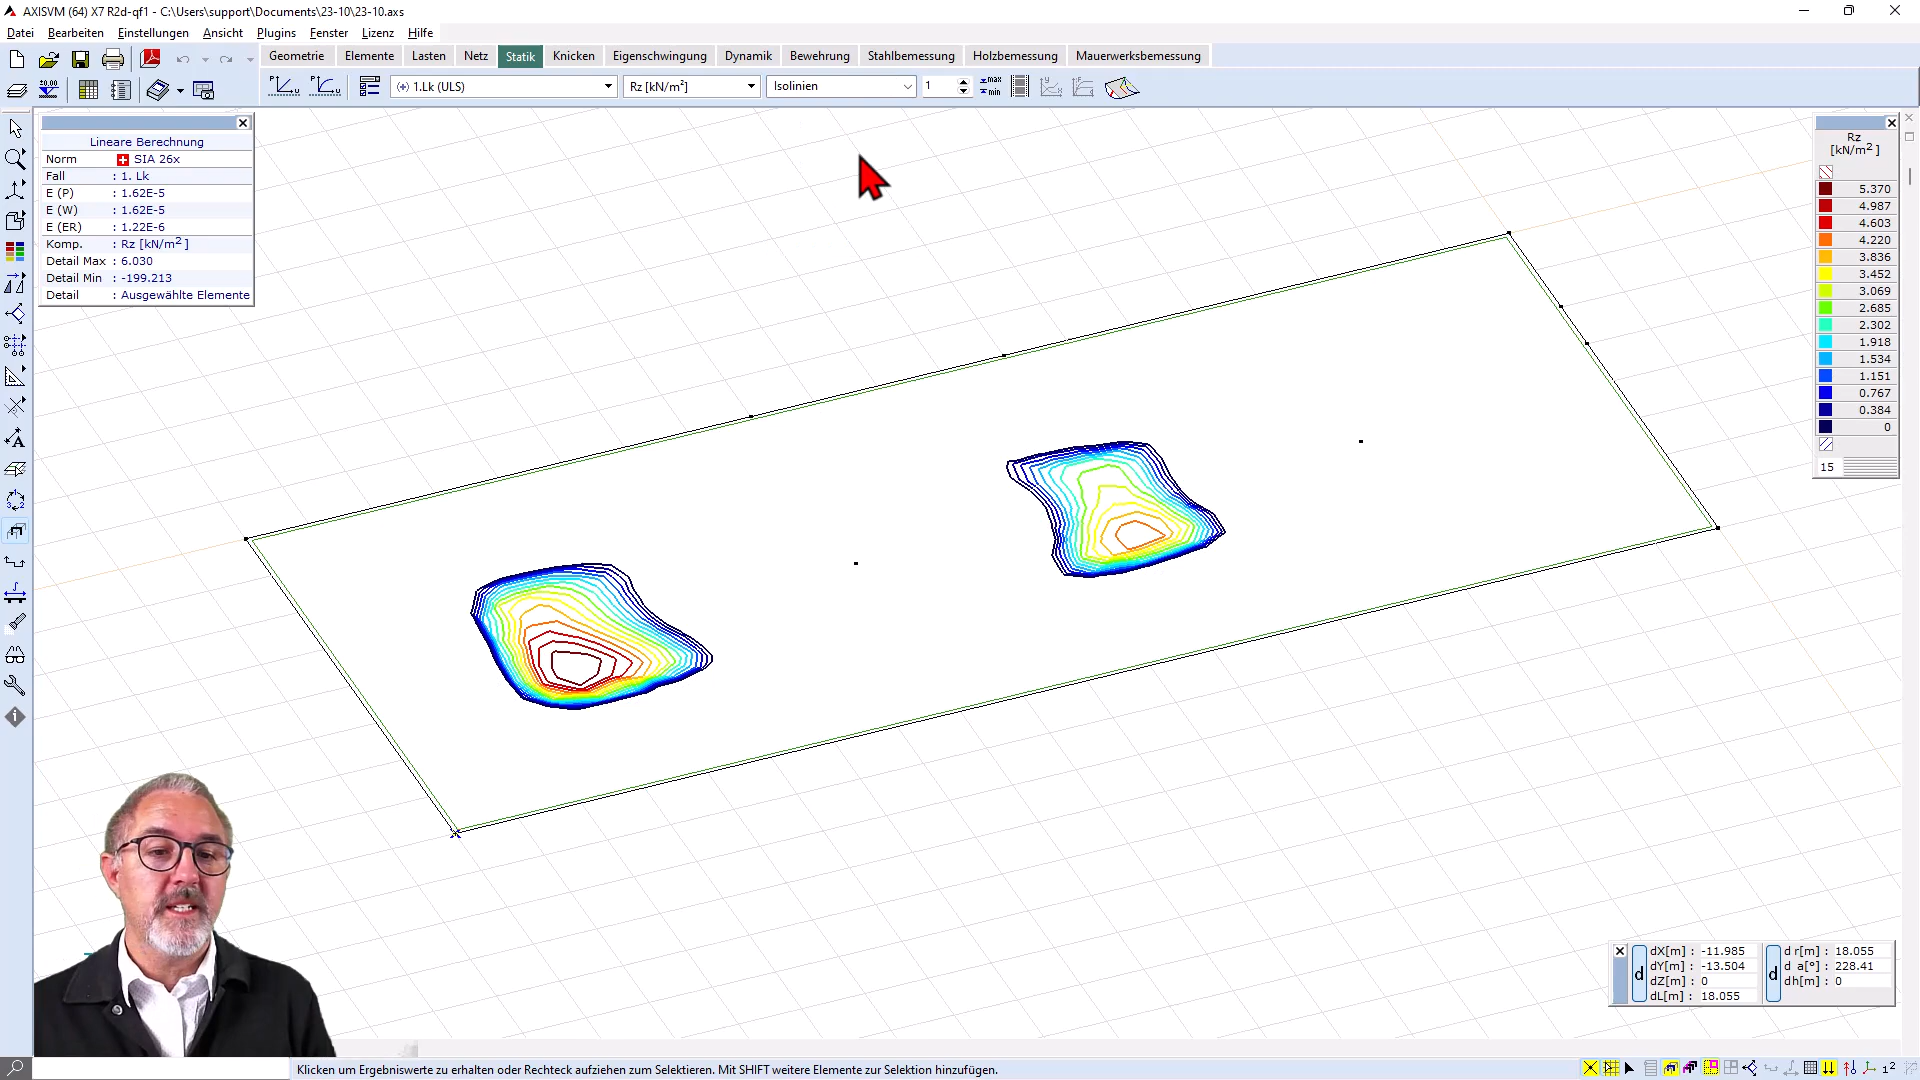 AXISVM (64) X7 R2d-qf1 - C:\Users\support\Documents\23-10\23-10.axs
Datei Bearbeiten Einstellungen Ansicht Plugins Fenster Lizenz Hilfe
Geometrie Elemente Lasten Netz Statik Knicken Eigenschwingung Dynamik Bewehrung Stahlbemessung Holzbemessung Mauerwerksbemessung
1.Lk (ULS) Rz [kN/m²] Isolinien 1 max min
Lineare Berechnung
Norm SIA 26x
Fall : 1. Lk
E (P) : 1.62E-5
E (W) : 1.62E-5
E (ER) : 1.22E-6
Komp. : Rz [kN/m²]
Detail Max : 6.030
Detail Min : -199.213
Detail : Ausgewählte Elemente
Rz
[kN/m²]
5.370
4.987
4.603
4.220
3.836
3.452
3.069
2.685
2.302
1.918
1.534
1.151
0.767
0.384
0
15
dX[m] : -11.985
dY[m] : -13.504
dZ[m] : 0
dL[m] : 18.055
d r[m] : 18.055
d a[°] : 228.41
dh[m] : 0
Klicken um Ergebniswerte zu erhalten oder Rechteck aufziehen zum Selektieren. Mit SHIFT weitere Elemente zur Selektion hinzufügen.